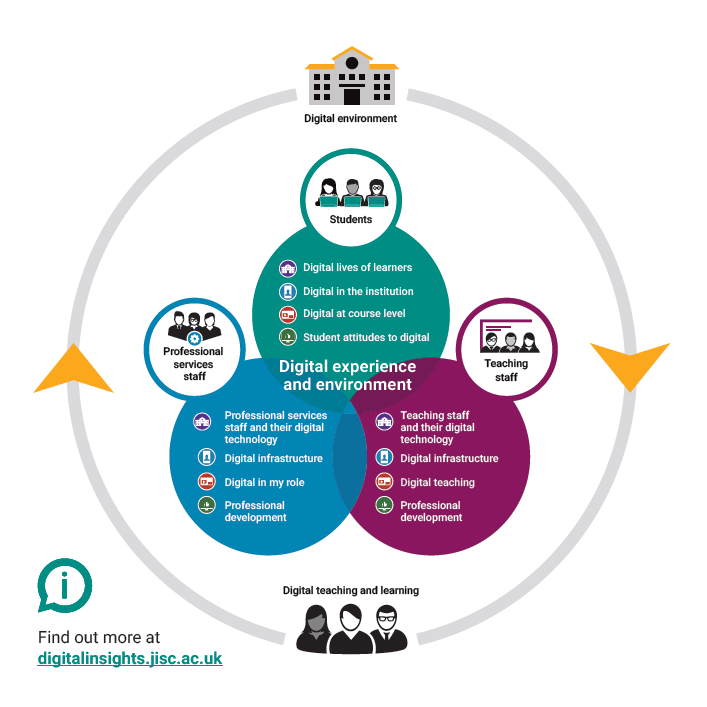 Digital environment
Students
Digital lives of learners
Digital in the institution
Digital at course level
Student attitudes to digital
Professional
services
staff
Teaching
staff
Digital experience
and environment
Professional services
staff and their digital
technology
Digital infrastructure
Digital in my role
Professional
development
Teaching staff
and their digital
technology
Digital infrastructure
Digital teaching
Professional
development
Digital teaching and learning
i
Find out more at
digitalinsights.jisc.ac.uk